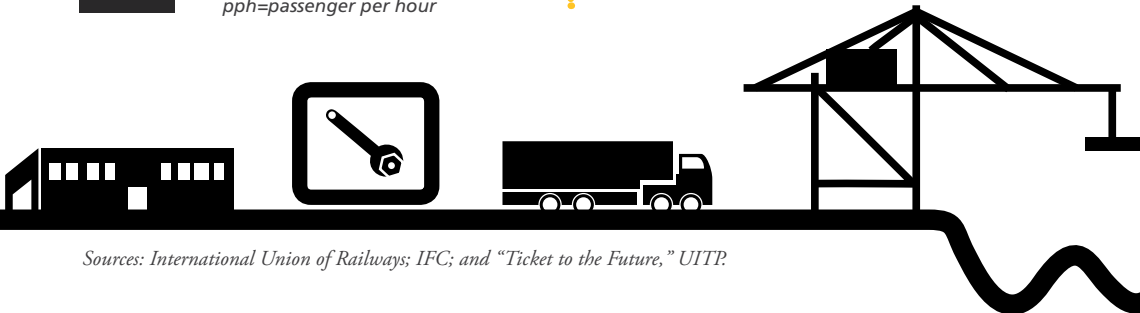 pph=passenger per hour
Sources: International Union of Railways; IFC; and “Ticket to the Future,” UITP.